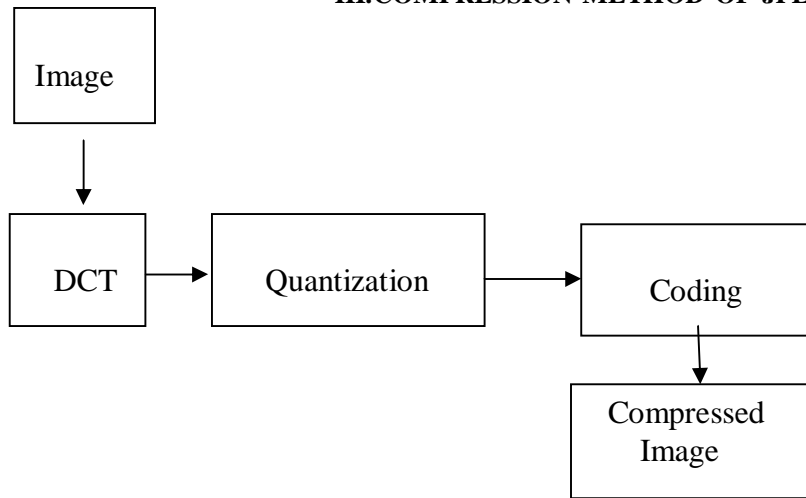 III.COMPRESSION METHOD OF
Image
DCT
Quantization
Coding
Compressed
Image